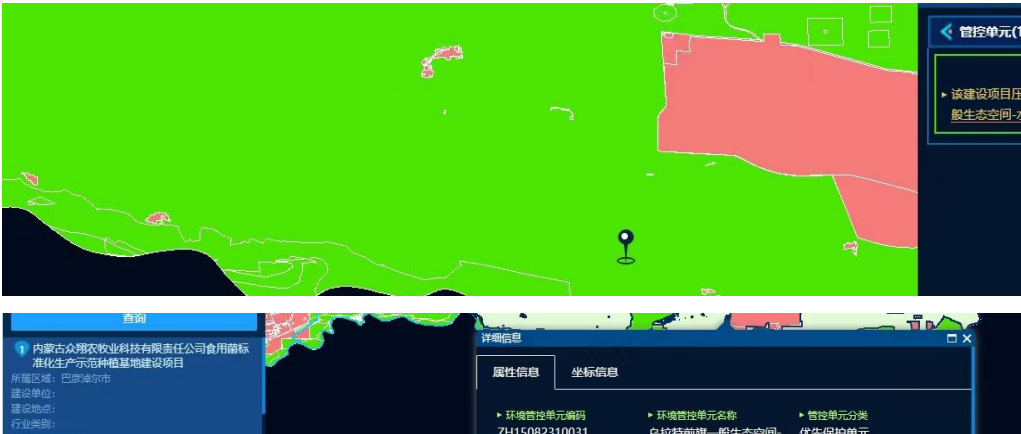 管控单元(1
该建设项目压
般生态空间-水
查询
1 内蒙古众翔农牧业科技有限责任公司食用菌标
准化生产示范种植基地建设项目
所属区域：巴彦淖尔市
建设单位：
建设地点：
行业类别：
详细信息
属性信息 坐标信息
环境管控单元编码 环境管控单元名称 管控单元分类
ZH15082310031 乌拉特前旗一般生态空间- 优先保护单元